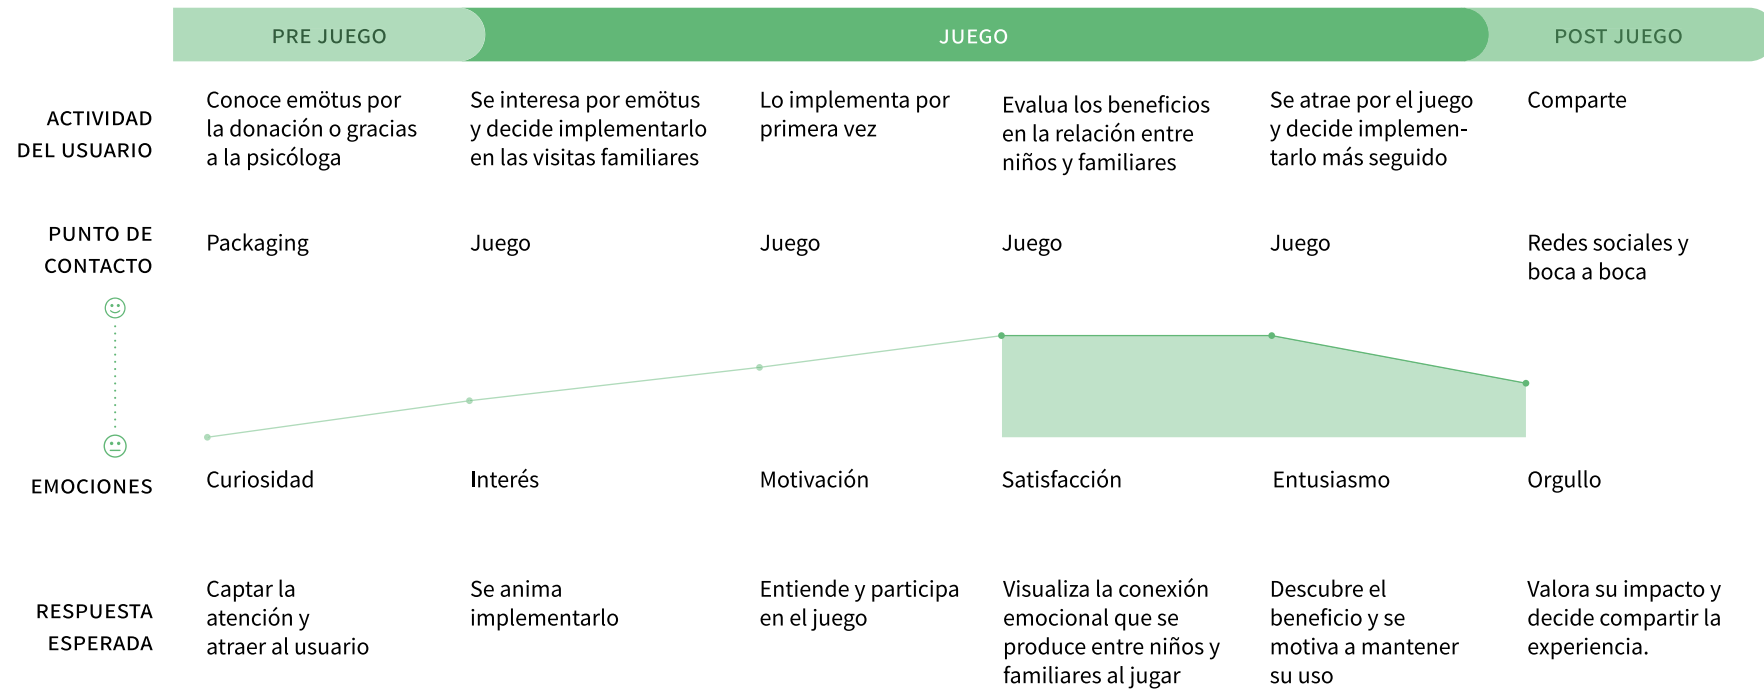 PRE JUEGO
JUEGO
POST JUEGO
ACTIVIDAD
DEL USUARIO
Conoce emötus por
la donación o gracias
a la psicóloga
Se interesa por emötus
y decide implementarlo
en las visitas familiares
Lo implementa por
primera vez
Evalua los beneficios
en la relación entre
niños y familiares
Se atrae por el juego
y decide implemen-
tarlo más seguido
Comparte
PUNTO DE
CONTACTO
Packaging
Juego
Juego
Juego
Juego
Redes sociales y
boca a boca
EMOCIONES
Curiosidad
Interés
Motivación
Satisfacción
Entusiasmo
Orgullo
RESPUESTA
ESPERADA
Captar la
atención y
atraer al usuario
Se anima
implementarlo
Entiende y participa
en el juego
Visualiza la conexión
emocional que se
produce entre niños y
familiares al jugar
Descubre el
beneficio y se
motiva a mantener
su uso
Valora su impacto y
decide compartir la
experiencia.